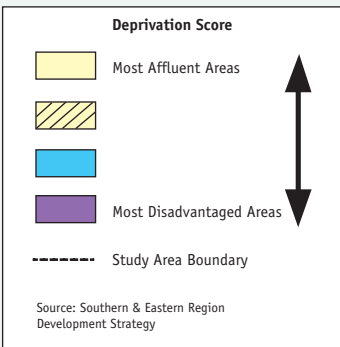 Deprivation Score
Most Affluent Areas
Most Disadvantaged Areas
Study Area Boundary
Source: Southern & Eastern Region
Development Strategy